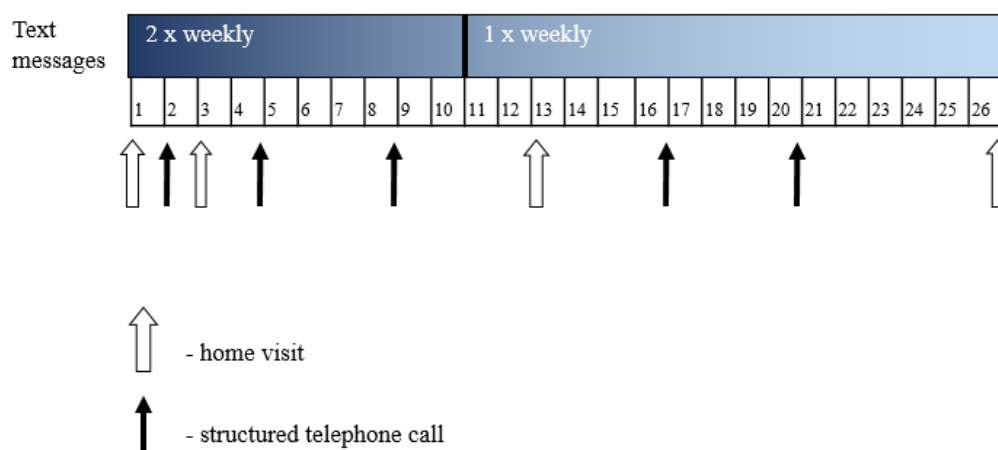 Text
messages
2 x weekly
1 x weekly
1 2 3 4 5 6 7 8 9 10 11 12 13 14 15 16 17 18 19 20 21 22 23 24 25 26
- home visit
- structured telephone call